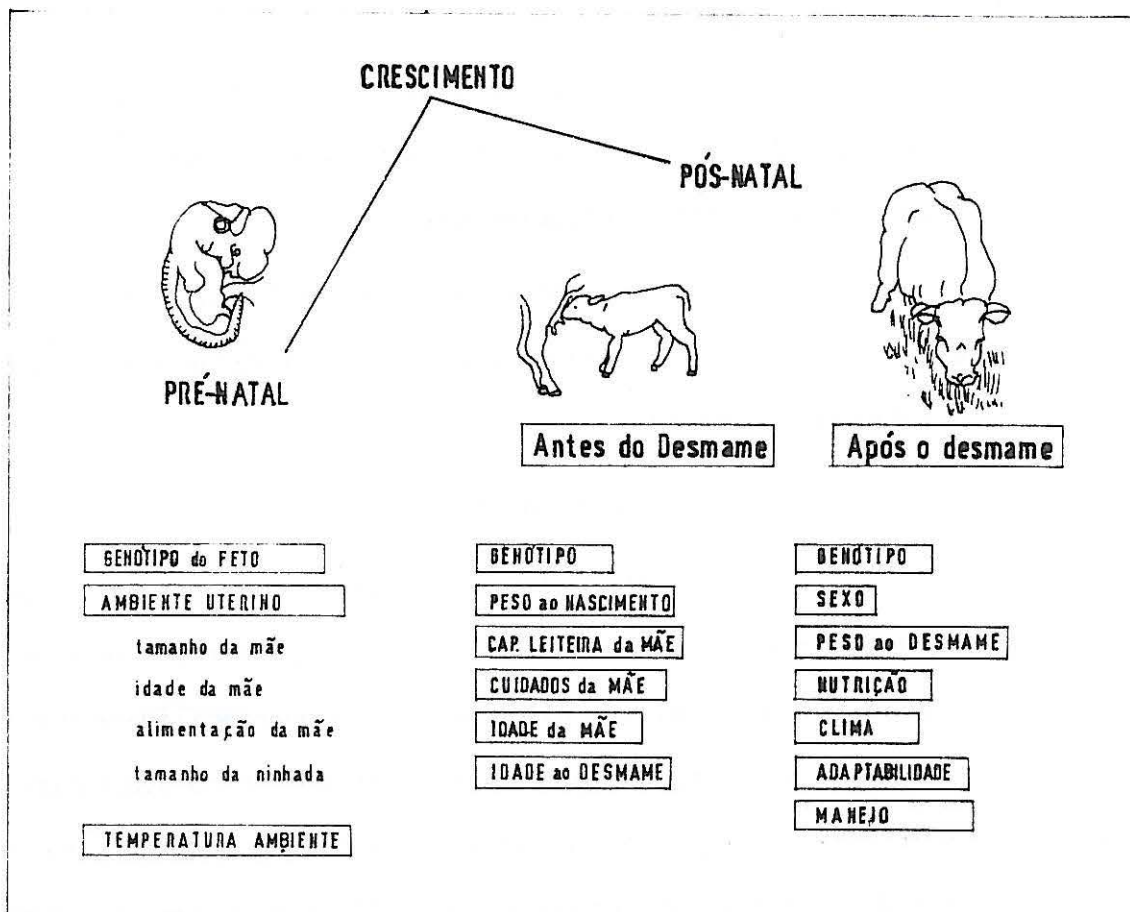 CRESCIMENTO
PÓS-NATAL
PRÉ-NATAL
Antes do Desmame
Após o desmame
GENÓTIPO do FETO
AMBIENTE UTERINO
tamanho da mãe
idade da mãe
alimentação da mãe
tamanho da ninhada
TEMPERATURA AMBIENTE
GENÓTIPO
PESO ao NASCIMENTO
CAP. LEITEIRA da MÃE
CUIDADOS da MÃE
IDADE da MÃE
IDADE ao DESMAME
GENÓTIPO
SEXO
PESO ao DESMAME
NUTRIÇÃO
CLIMA
ADAPTABILIDADE
MANEJO